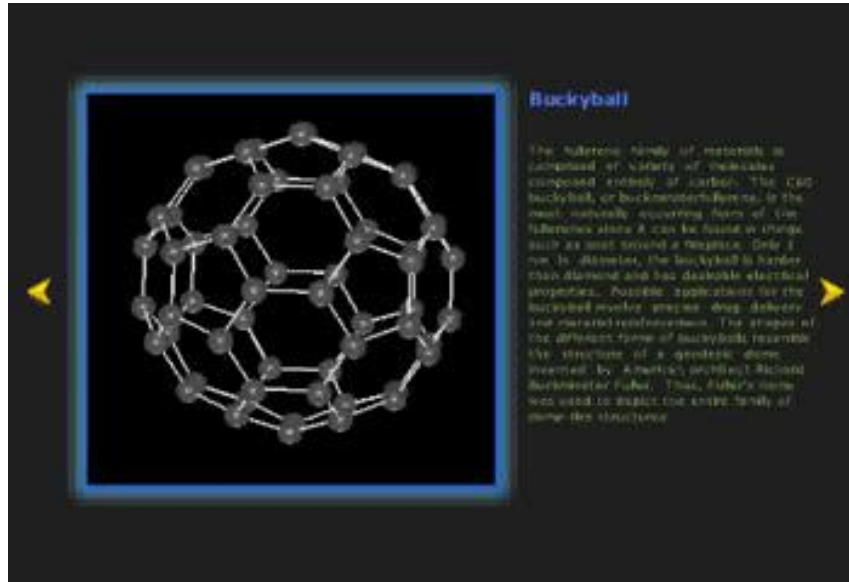 Buckyball
The fullerene family of materials is
composed of variety of molecules
compound entirely of carbon. The C60
buckyball, or buckminsterfullerene, is the
most naturally occurring form of the
fullerenes since it can be found in things
such as soot around a fireplace. Only 1
nm in diameter, the buckyball is harder
than diamond and has desirable electrical
properties. Possible applications for the
buckyball involve precise drug delivery
and material reinforcement. The shapes of
the different forms of buckyballs resemble
the structure of a geodesic dome
invented by American architect Richard
Buckminster Fuller. Thus, Fuller's name
was used to depict the entire family of
dome-like structures